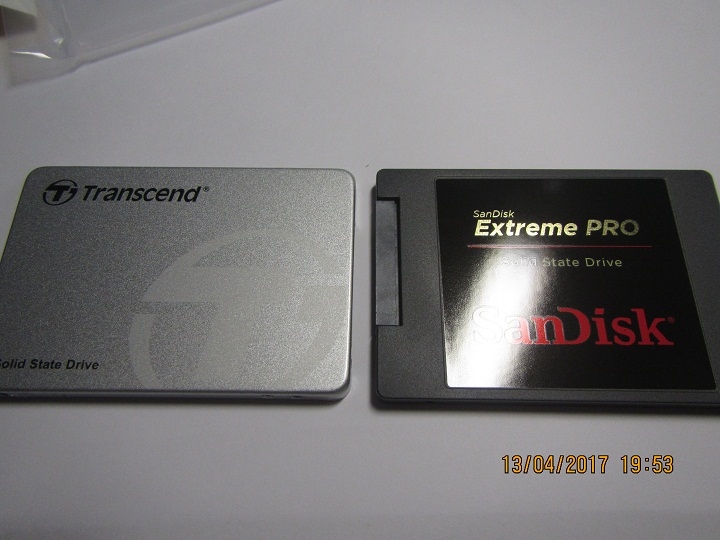 Transcend®
Solid State Drive
SanDisk
Extreme PRO
Solid State Drive
SanDisk®
13/04/2017 19:53